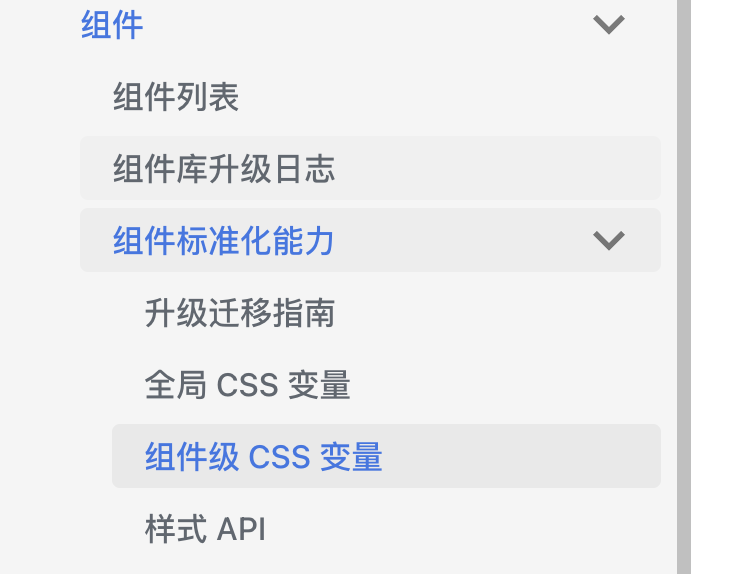 组件
组件列表
组件库升级日志
组件标准化能力
升级迁移指南
全局 CSS 变量
组件级 CSS 变量
样式 API